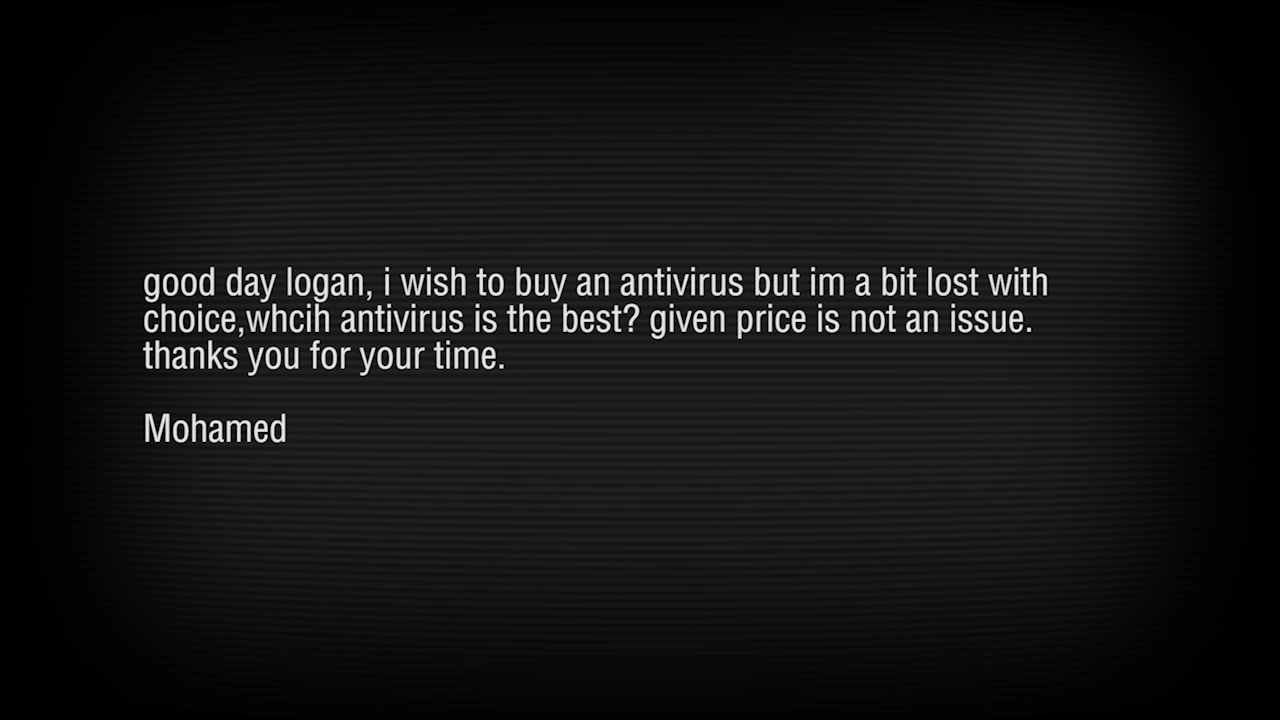 good day logan, i wish to buy an antivirus but im a bit lost with
choice,whcih antivirus is the best? given price is not an issue.
thanks you for your time.
Mohamed